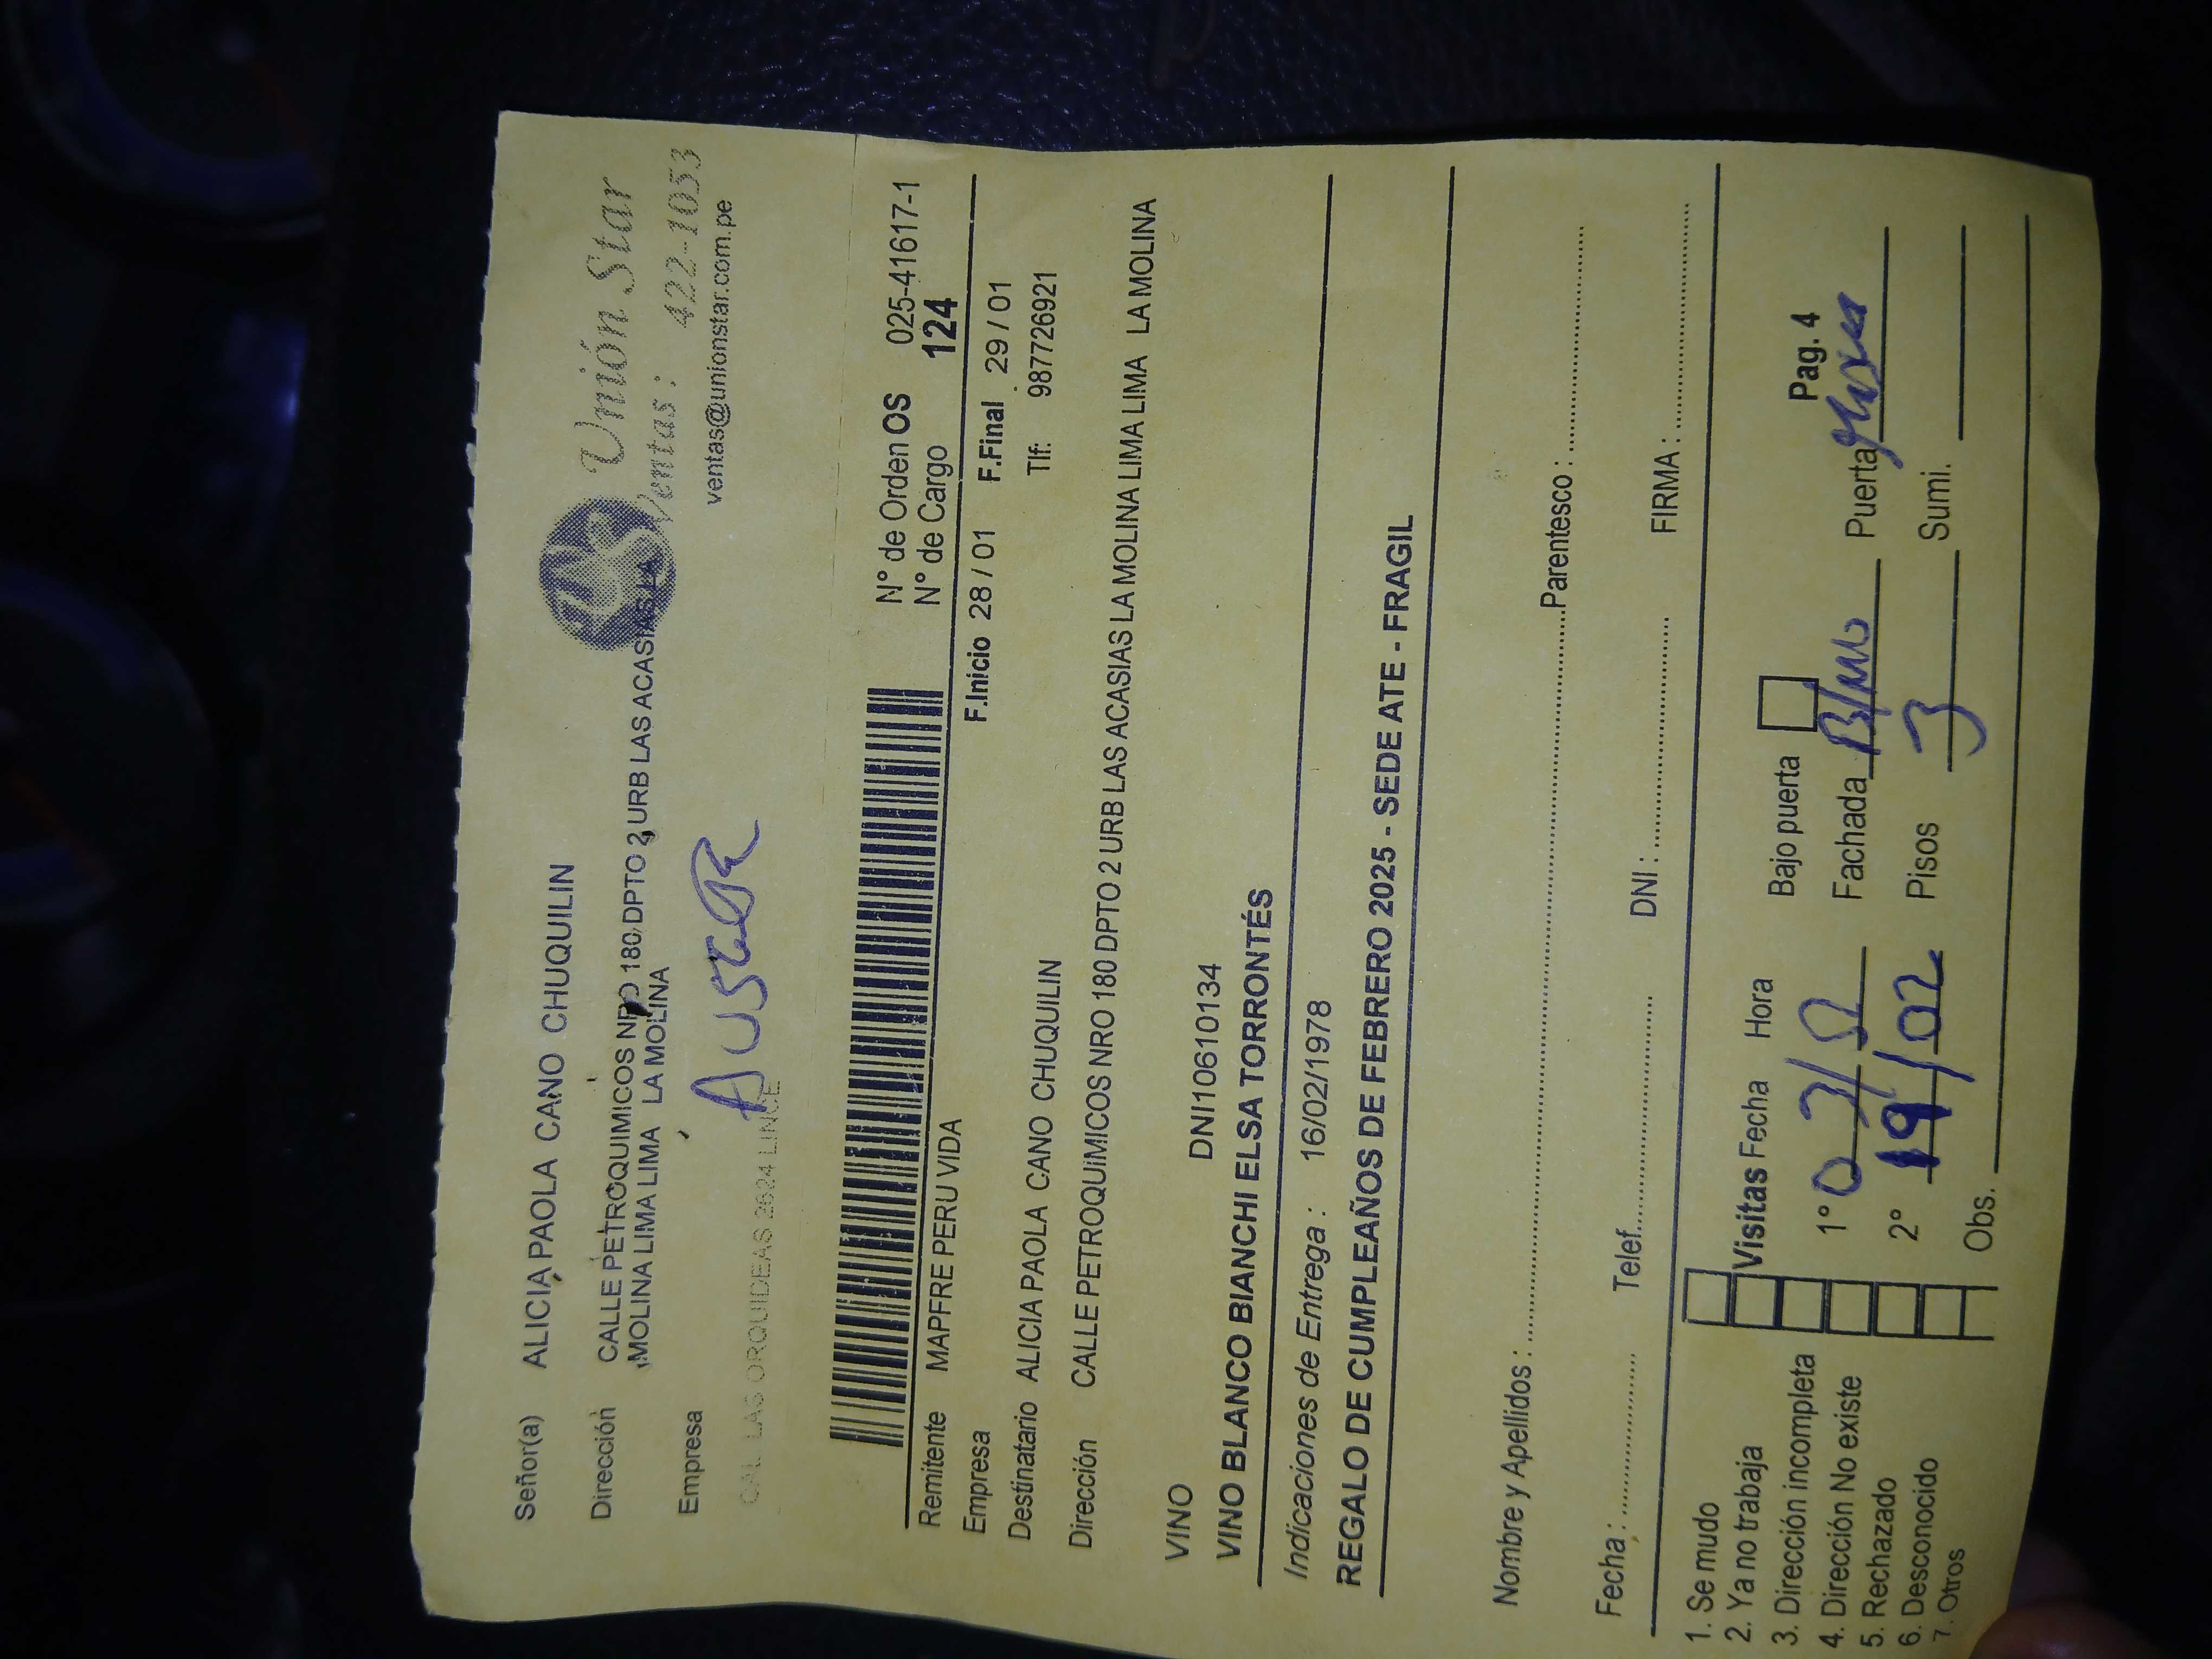 Señor(a) ALICIA PAOLA CANO CHUQUILIN
Unión Star
Ventas: 422-1053
ventas@unionstar.com.pe
Dirección CALLE PETROQUIMICOS NRO 180 DPTO 2 URB LAS ACASIAS LA
MOLINA LIMA LIMA LA MOLINA
Empresa
CAL LAS ORQUIDEAS 2624 LINCE
N° de Orden OS 025-41617-1
N° de Cargo 124
Remitente MAPFRE PERU VIDA
F.Inicio 28 / 01 F.Final 29 / 01
Empresa
Destinatario ALICIA PAOLA CANO CHUQUILIN Tlf: 987726921
Dirección CALLE PETROQUIMICOS NRO 180 DPTO 2 URB LAS ACASIAS LA MOLINA LIMA LIMA LA MOLINA
VINO DNI10610134
VINO BLANCO BIANCHI ELSA TORRONTÉS
Indicaciones de Entrega : 16/02/1978
REGALO DE CUMPLEAÑOS DE FEBRERO 2025 - SEDE ATE - FRAGIL
Nombre y Apellidos : Parentesco :
Fecha : Telef. DNI : FIRMA :
1. Se mudo
2. Ya no trabaja
3. Dirección incompleta
4. Dirección No existe
5. Rechazado
6. Desconocido
7. Otros
Visitas Fecha Hora Bajo puerta Pag. 4
1° Fachada Puerta
2° 19/02 Pisos 3 Sumi.
Obs.